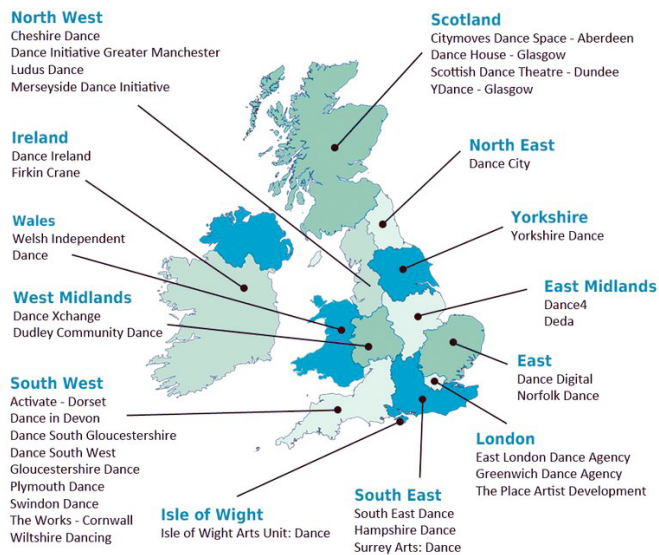 North West
Cheshire Dance
Dance Initiative Greater Manchester
Ludus Dance
Merseyside Dance Initiative
Scotland
Citymoves Dance Space - Aberdeen
Dance House - Glasgow
Scottish Dance Theatre - Dundee
YDance - Glasgow
Ireland
Dance Ireland
Firkin Crane
North East
Dance City
Wales
Welsh Independent
Dance
Yorkshire
Yorkshire Dance
West Midlands
Dance Xchange
Dudley Community Dance
East Midlands
Dance4
Deda
East
Dance Digital
Norfolk Dance
South West
Activate - Dorset
Dance in Devon
Dance South Gloucestershire
Dance South West
Gloucestershire Dance
Plymouth Dance
Swindon Dance
The Works - Cornwall
Wiltshire Dancing
Isle of Wight
Isle of Wight Arts Unit: Dance
South East
South East Dance
Hampshire Dance
Surrey Arts: Dance
London
East London Dance Agency
Greenwich Dance Agency
The Place Artist Development